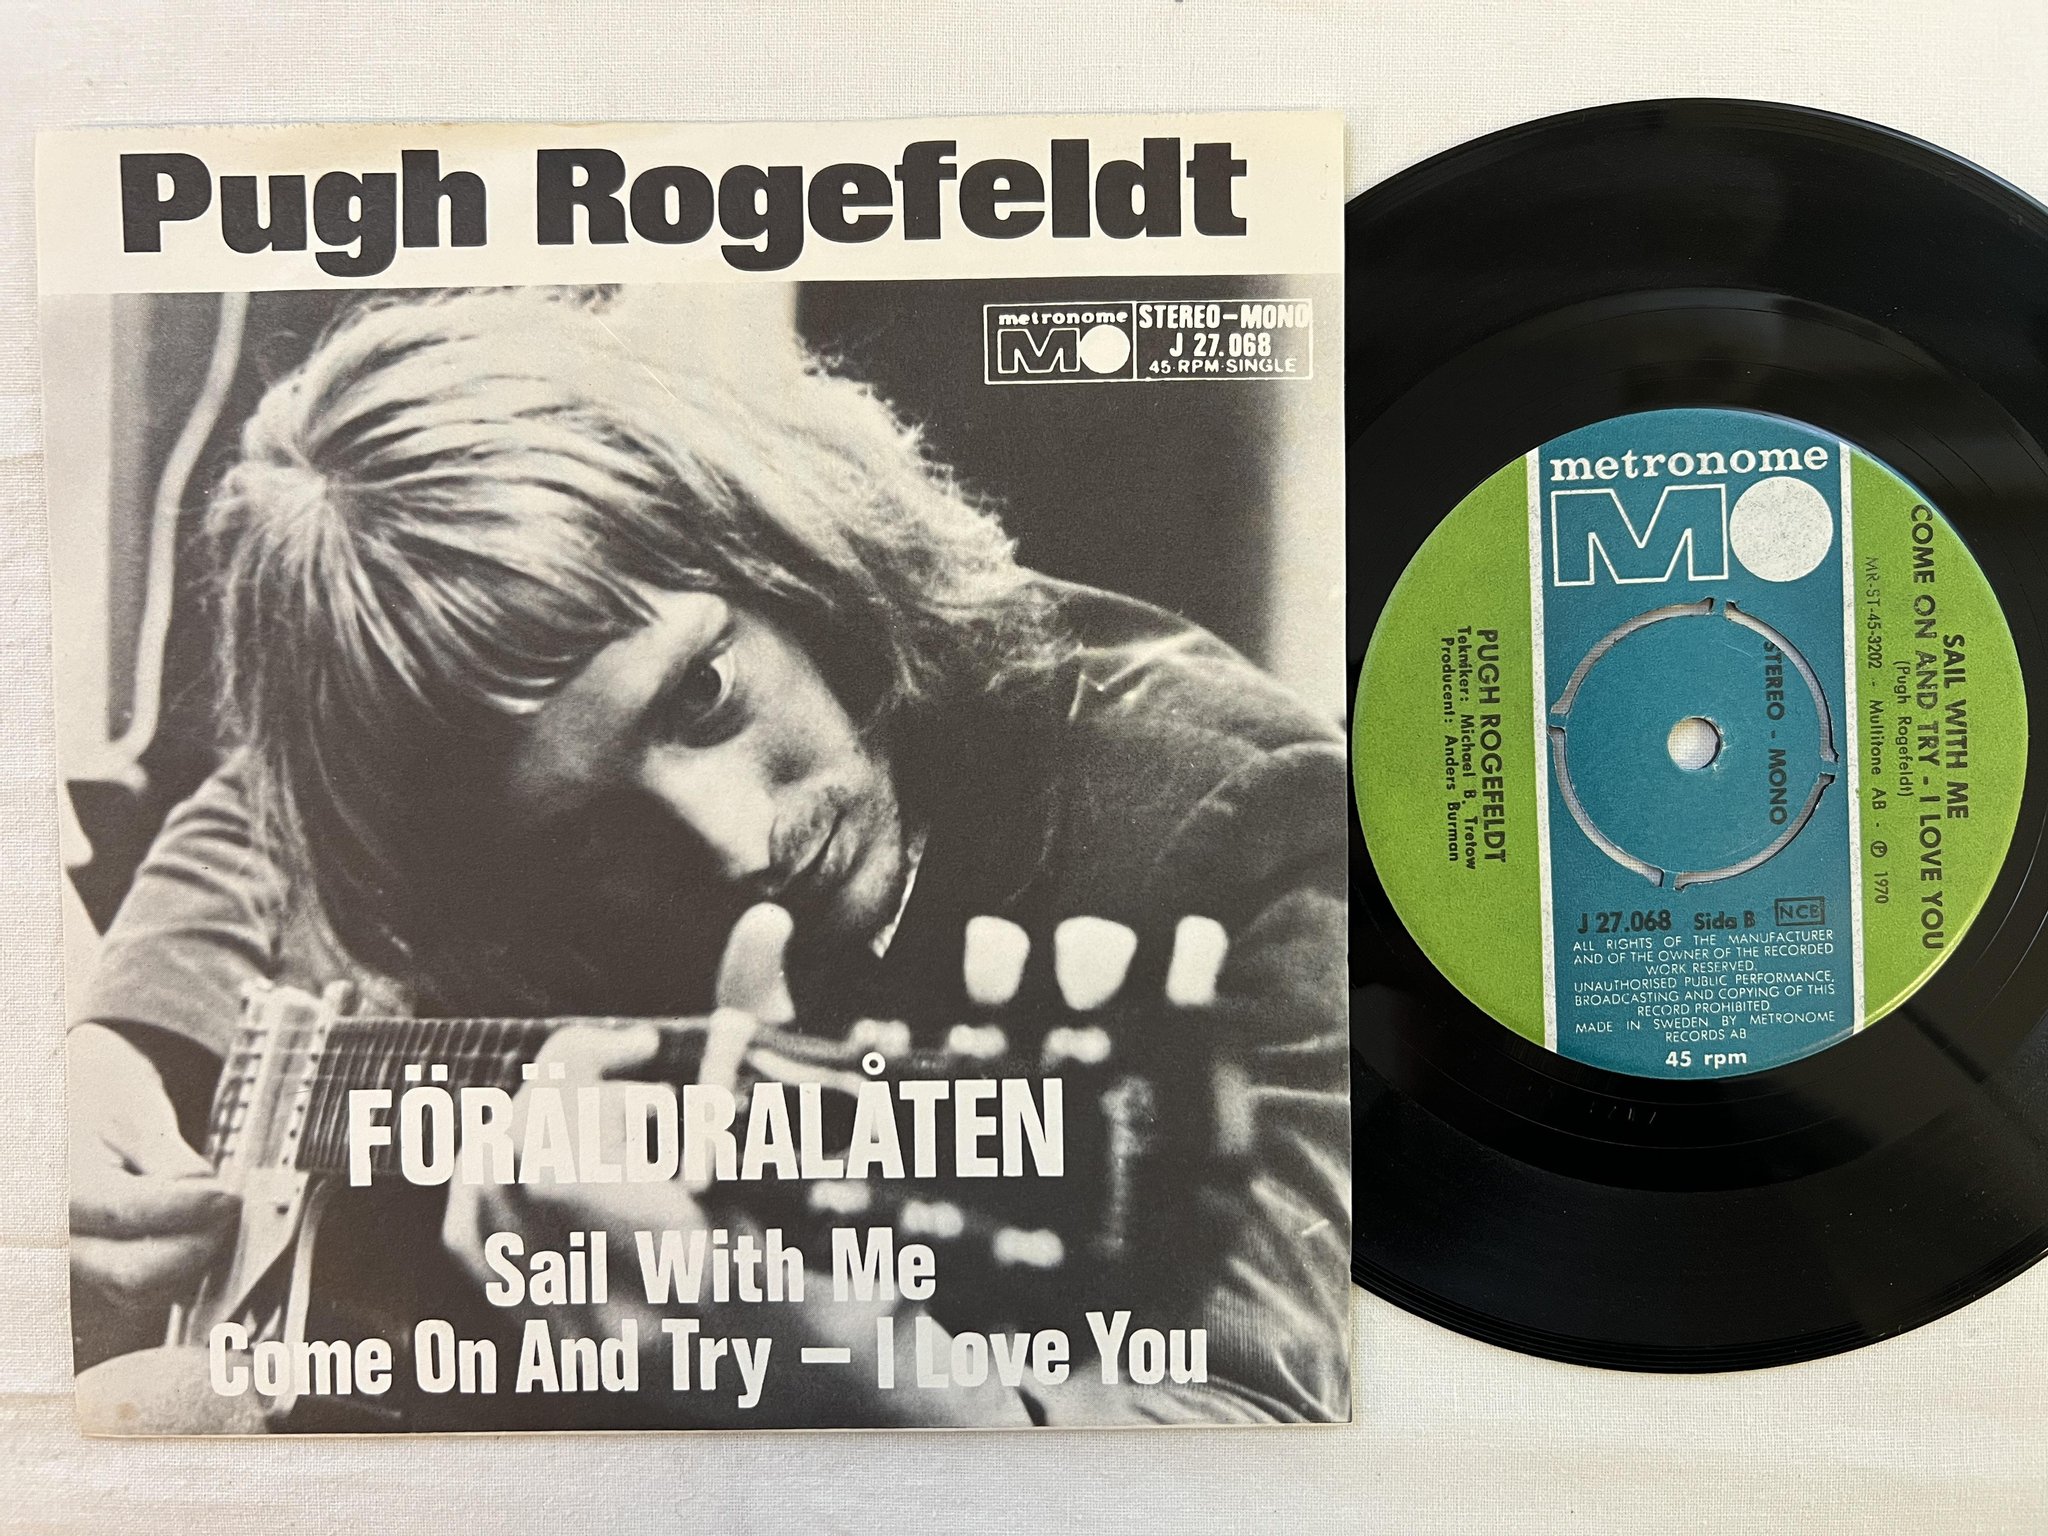 Pugh Rogefeldt
metronome
MO
STEREO-MONO
J 27.068
45·RPM·SINGLE
FÖRÄLDRALÅTEN
Sail With Me
Come On And Try – I Love You
metronome
MO
SAIL WITH ME
COME ON AND TRY - I LOVE YOU
(Pugh Rogefeldt)
MR-ST-45-3202 - Multitone AB - ℗ 1970
STEREO - MONO
PUGH ROGEFELDT
Tekniker: Michael B. Tretow
Producent: Anders Burman
J 27.068 Side B NCB
ALL RIGHTS OF THE MANUFACTURER
AND OF THE OWNER OF THE RECORDED
WORK RESERVED.
UNAUTHORISED PUBLIC PERFORMANCE,
BROADCASTING AND COPYING OF THIS
RECORD PROHIBITED
MADE IN SWEDEN BY METRONOME
RECORDS AB
45 rpm